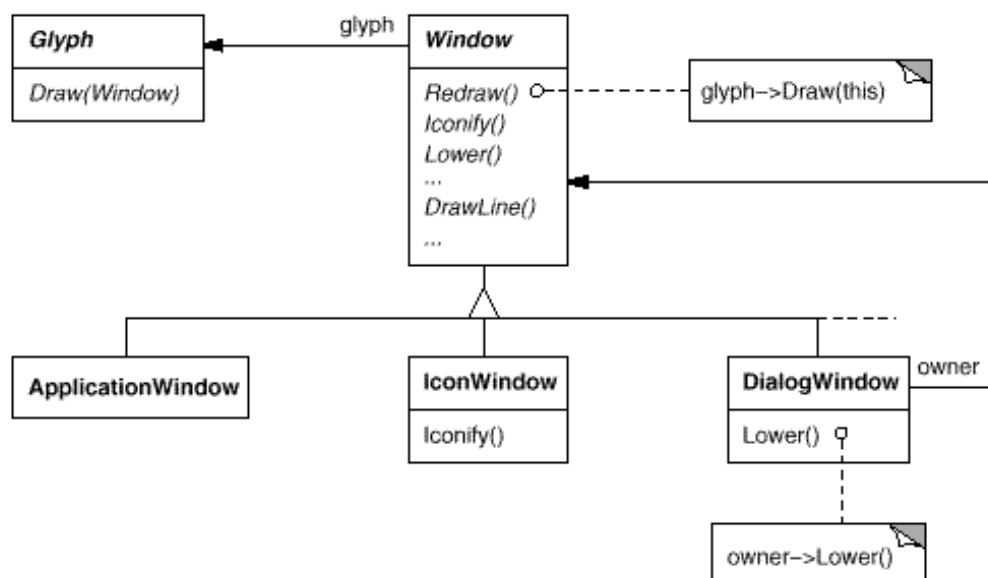 Glyph
Draw(Window)
glyph
Window
Redraw()
Iconify()
Lower()
...
DrawLine()
...
glyph->Draw(this)
ApplicationWindow
IconWindow
Iconify()
DialogWindow
Lower()
owner
owner->Lower()